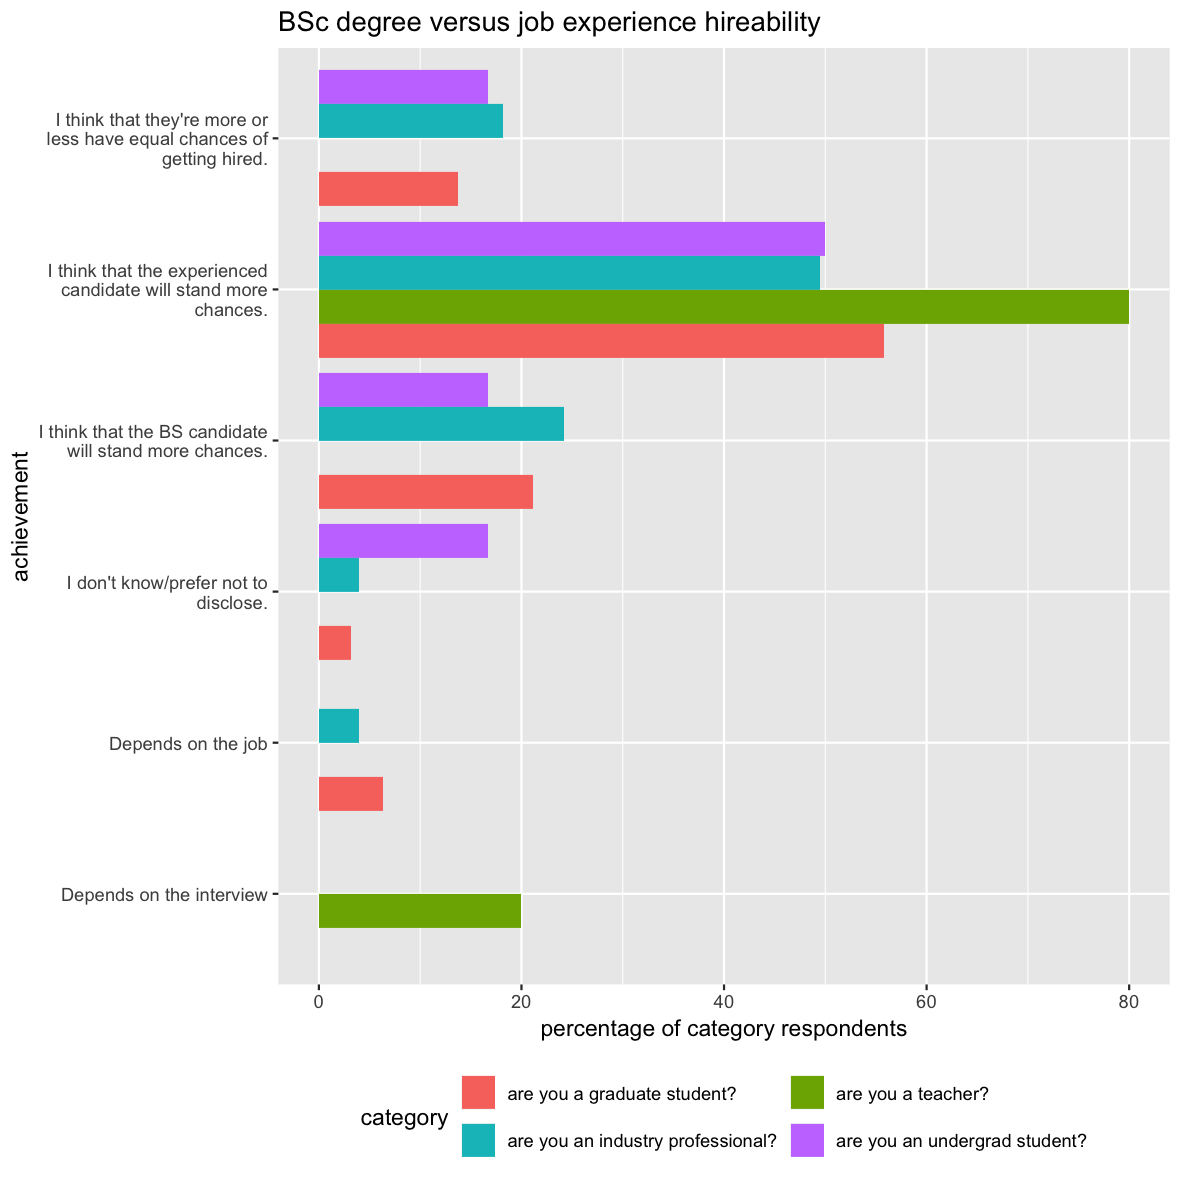 BSc degree versus job experience hireability
I think that they're more or
less have equal chances of
getting hired.
I think that the experienced
candidate will stand more
chances.
I think that the BS candidate
will stand more chances.
I don't know/prefer not to
disclose.
Depends on the job
Depends on the interview
achievement
0 20 40 60 80
percentage of category respondents
category
are you a graduate student?
are you a teacher?
are you an industry professional?
are you an undergrad student?